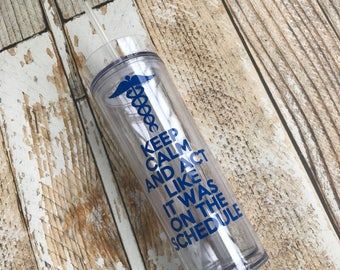 KEEP
CALM
AND ACT
LIKE
IT WAS
ON THE
SCHEDULE